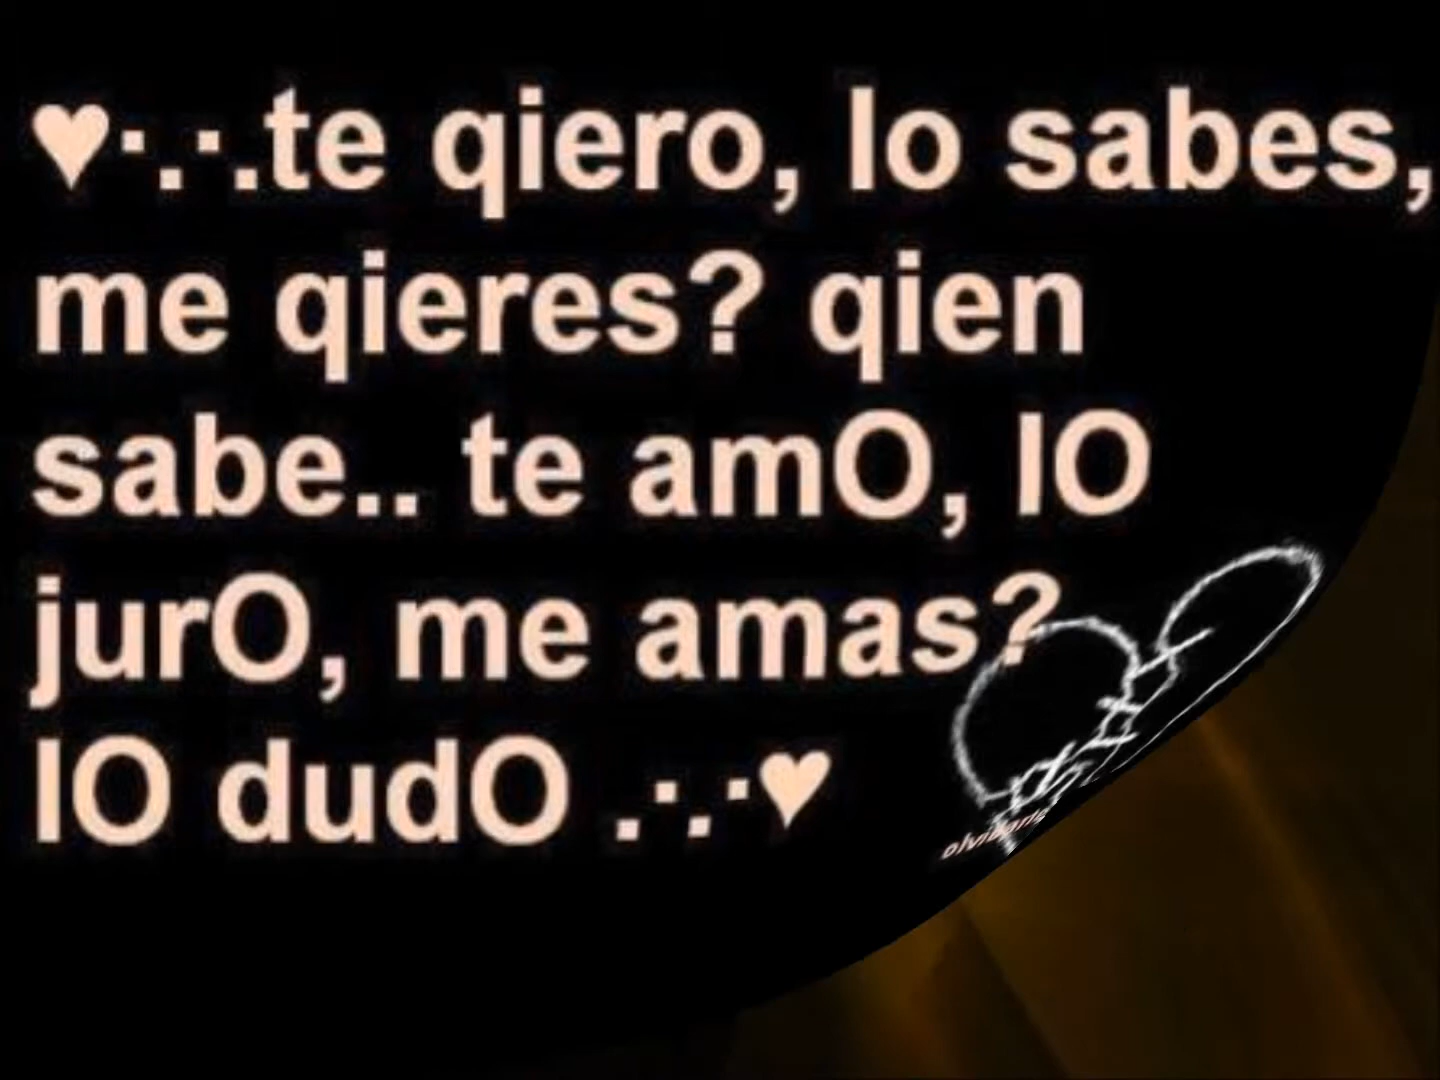 ♥·.·.te qiero, lo sabes,
me qieres? qien
sabe.. te amO, lO
jurO, me amas?
lO dudO .·.·♥